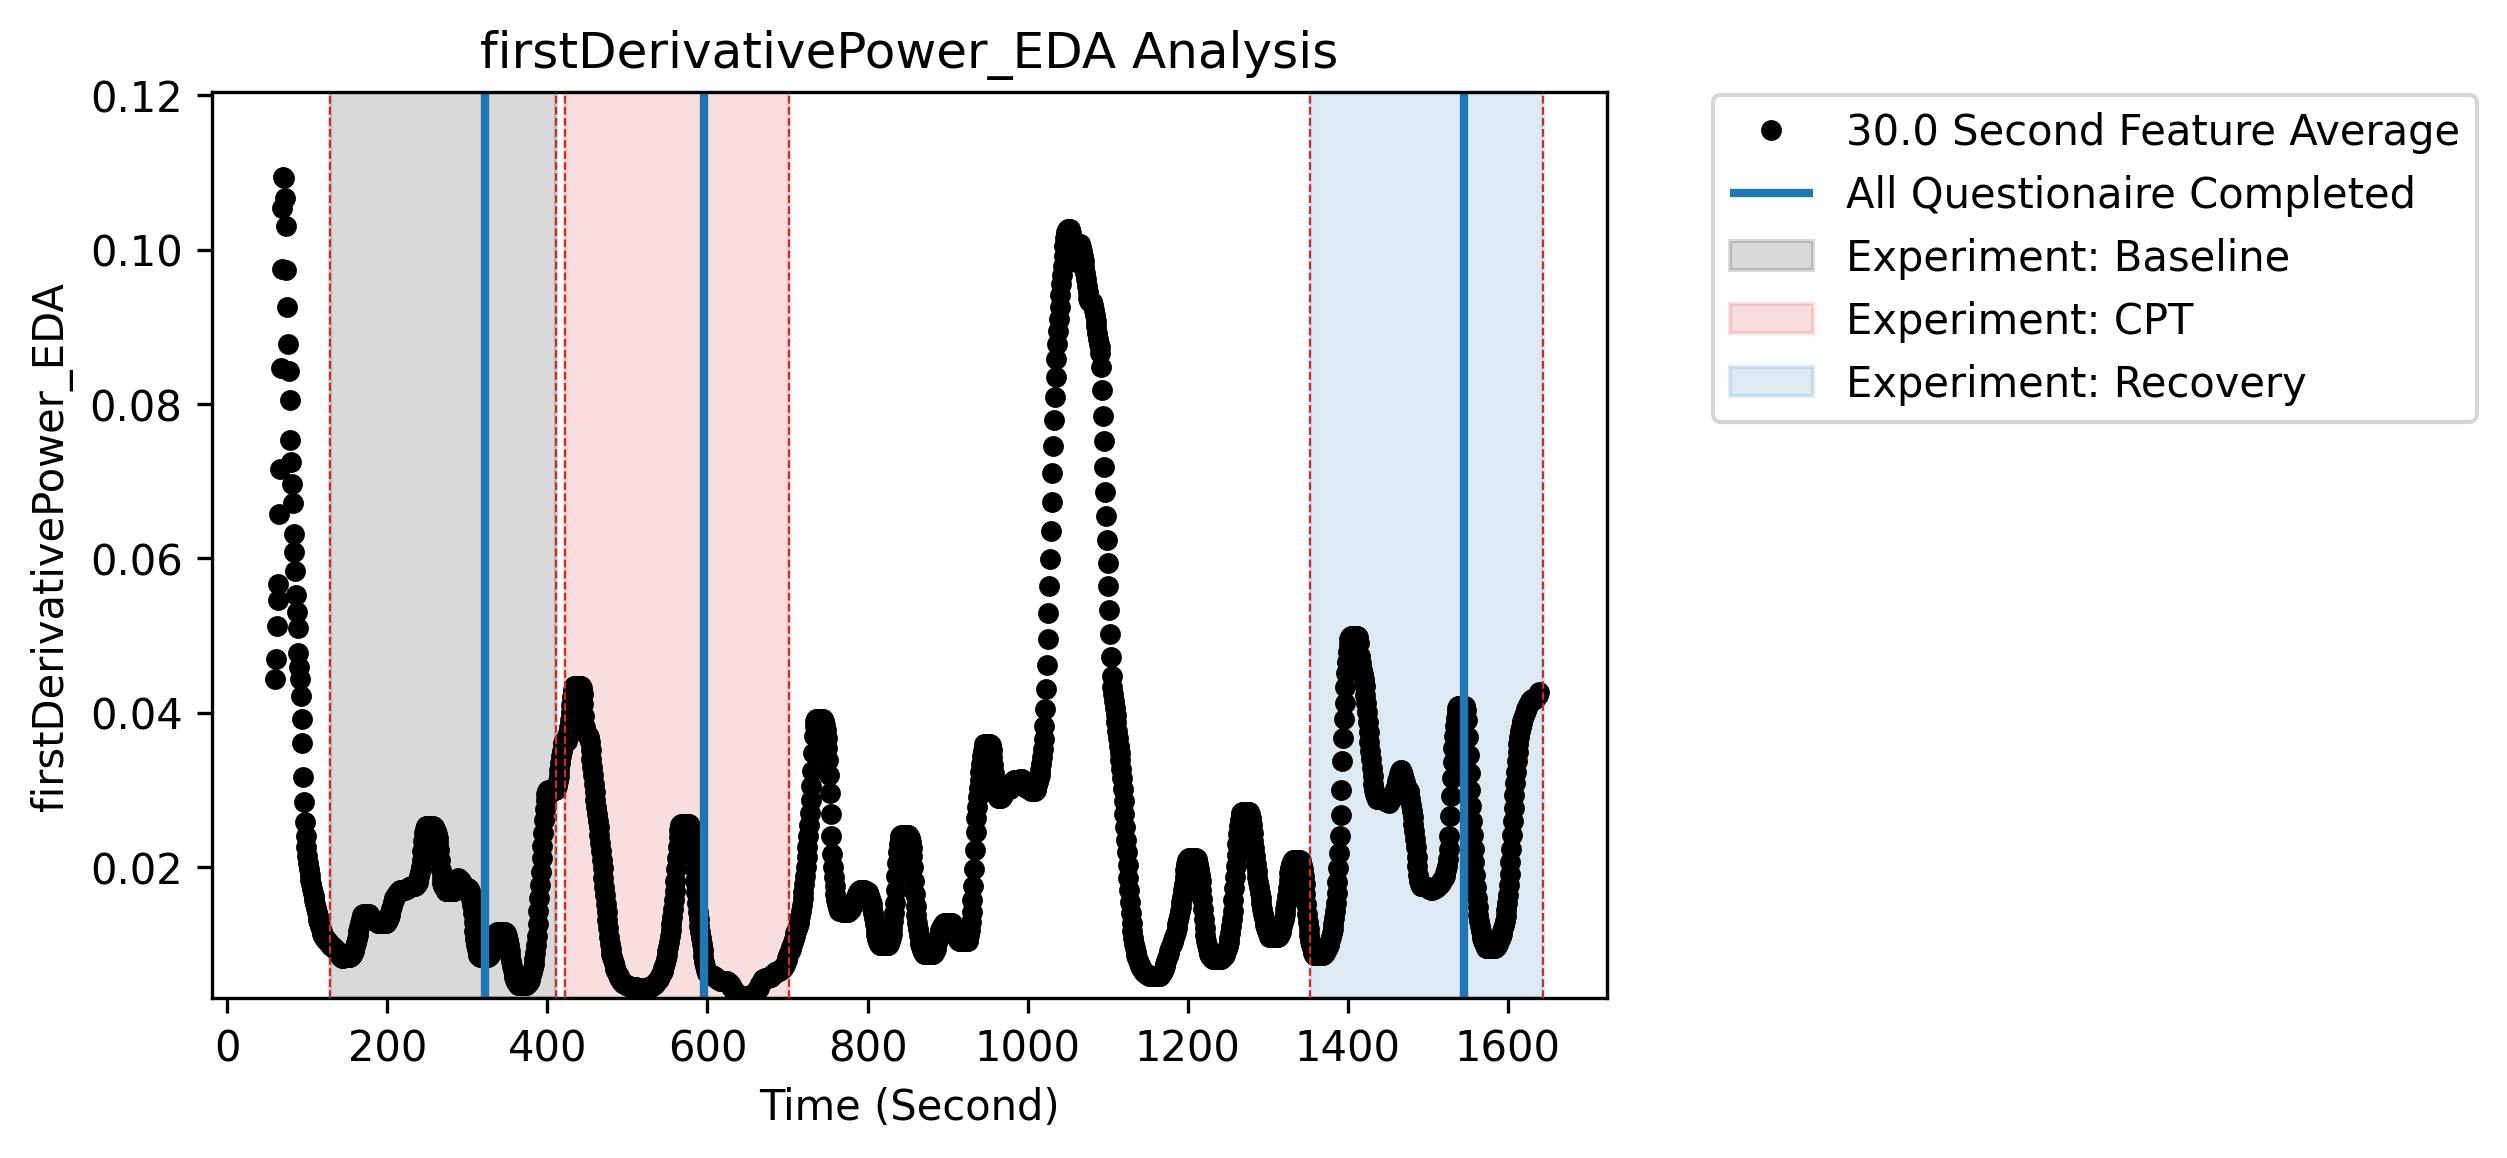 firstDerivativePower_EDA Analysis
0.12
0.10
0.08
0.06
0.04
0.02
firstDerivativePower_EDA
0 200 400 600 800 1000 1200 1400 1600
Time (Second)
30.0 Second Feature Average
All Questionaire Completed
Experiment: Baseline
Experiment: CPT
Experiment: Recovery